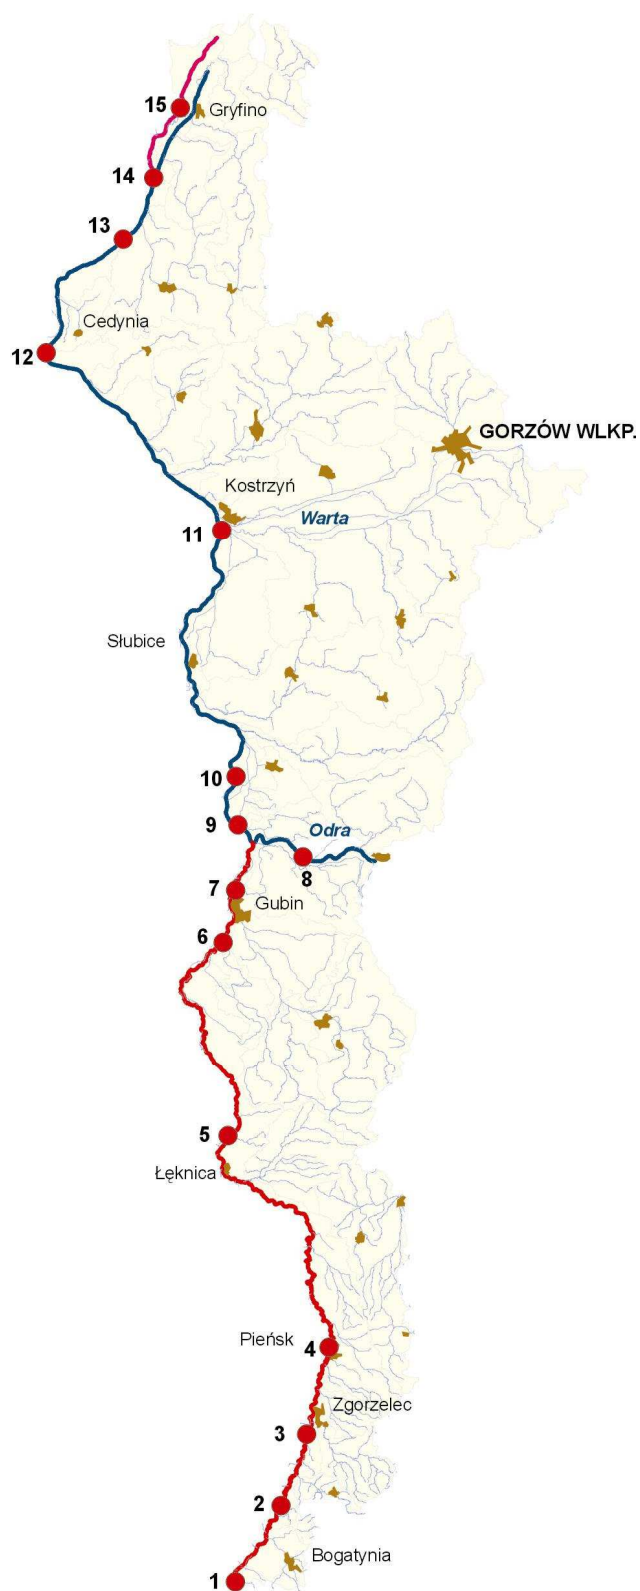 15
Gryfino
14
13
Cedynia
12
GORZÓW WLKP.
Kostrzyń
Warta
11
Słubice
10
9
Odra
8
7
Gubin
6
5
Łęknica
Pieńsk
4
Zgorzelec
3
2
Bogatynia
1